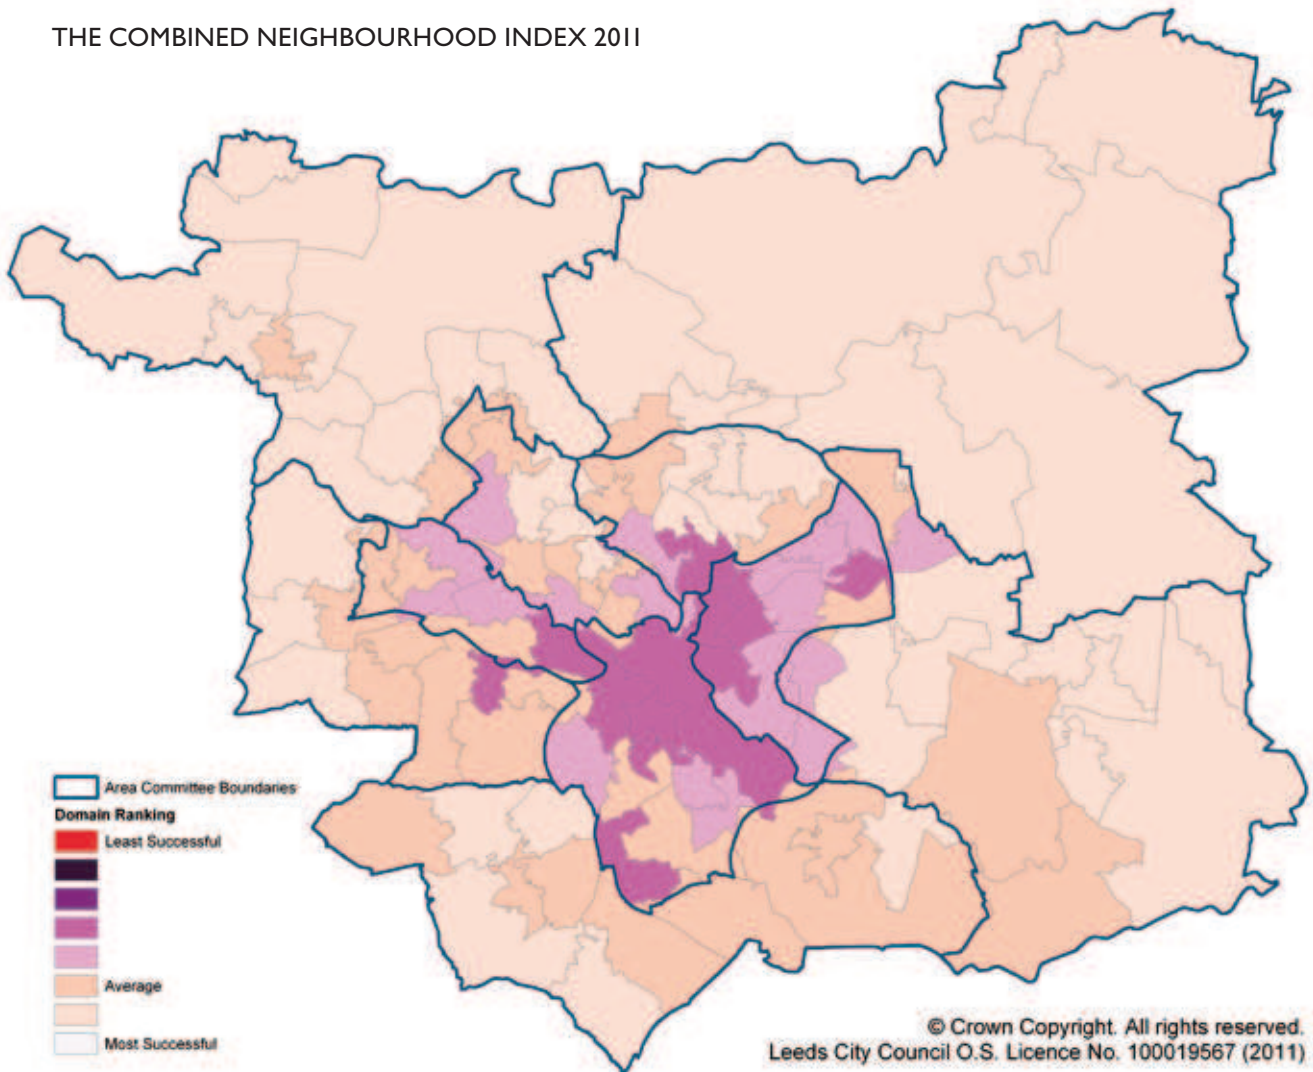 THE COMBINED NEIGHBOURHOOD INDEX 2011
Area Committee Boundaries
Domain Ranking
Least Successful
Average
Most Successful
© Crown Copyright. All rights reserved.
Leeds City Council O.S. Licence No. 100019567 (2011)